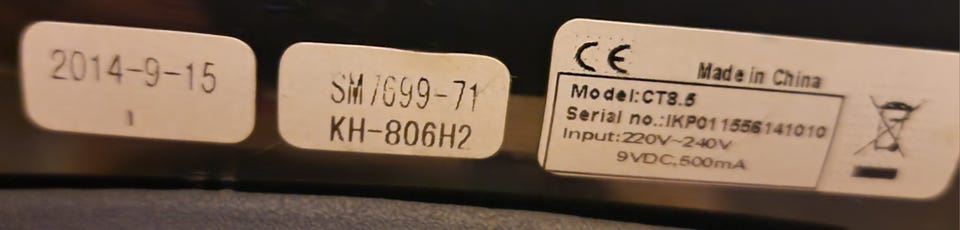 2014-9-15
SM7699-71
KH-806H2
CE
Made in China
Model:CT8.5
Serial no.:IKP011556141010
Input:220V~240V
9VDC,500mA